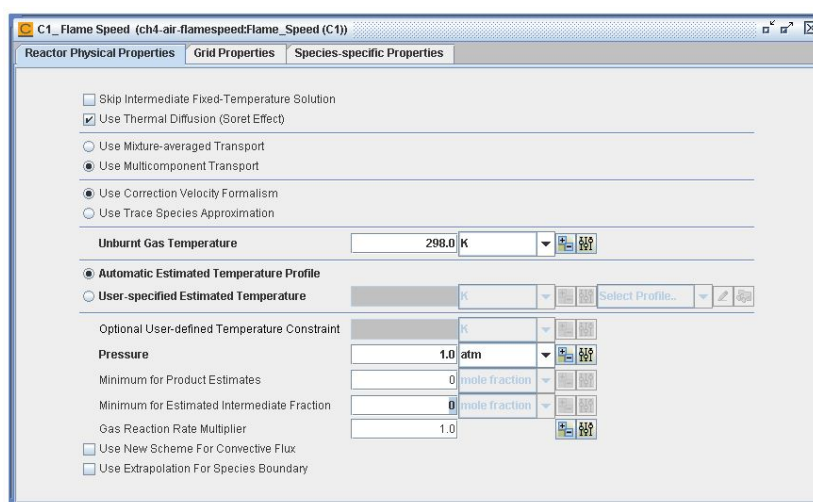 C1_ Flame Speed (ch4-air-flamespeed:Flame_Speed (C1))
Reactor Physical Properties Grid Properties Species-specific Properties
Skip Intermediate Fixed-Temperature Solution
Use Thermal Diffusion (Soret Effect)
Use Mixture-averaged Transport
Use Multicomponent Transport
Use Correction Velocity Formalism
Use Trace Species Approximation
Unburnt Gas Temperature 298.0 K
Automatic Estimated Temperature Profile
User-specified Estimated Temperature K Select Profile..
Optional User-defined Temperature Constraint K
Pressure 1.0 atm
Minimum for Product Estimates 0 mole fraction
Minimum for Estimated Intermediate Fraction 0 mole fraction
Gas Reaction Rate Multiplier 1.0
Use New Scheme For Convective Flux
Use Extrapolation For Species Boundary